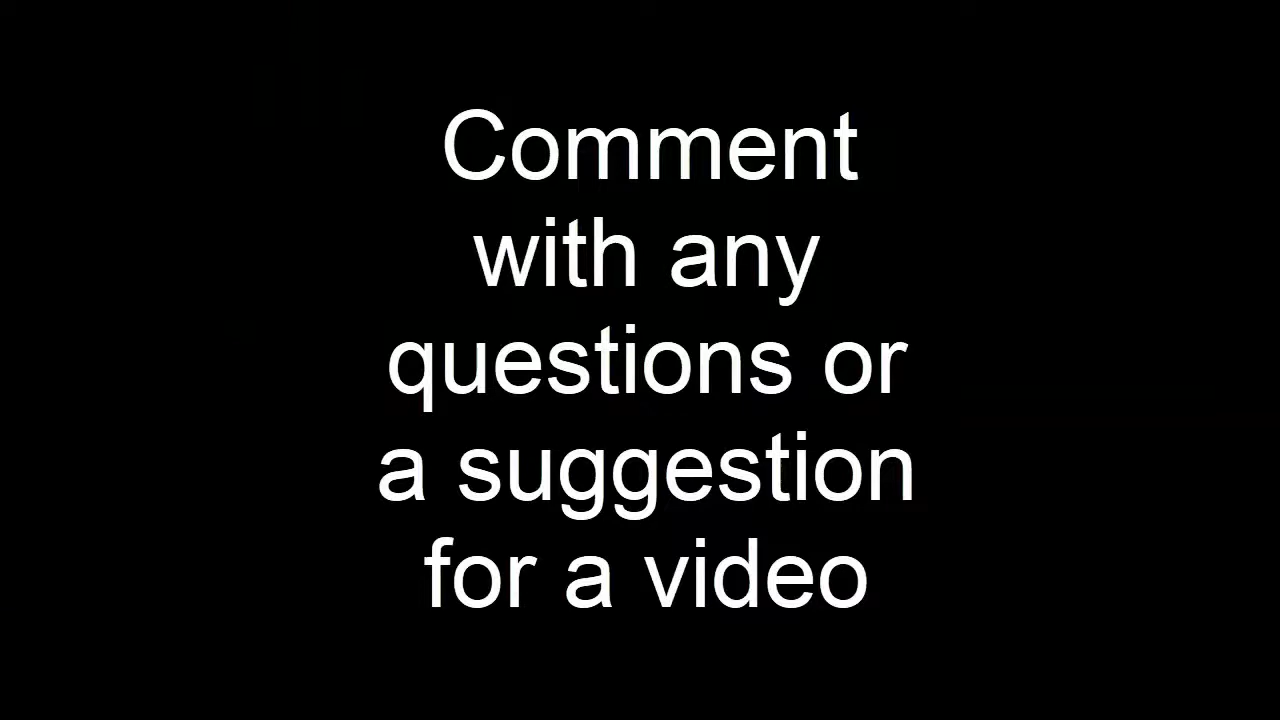 Comment
with any
questions or
a suggestion
for a video